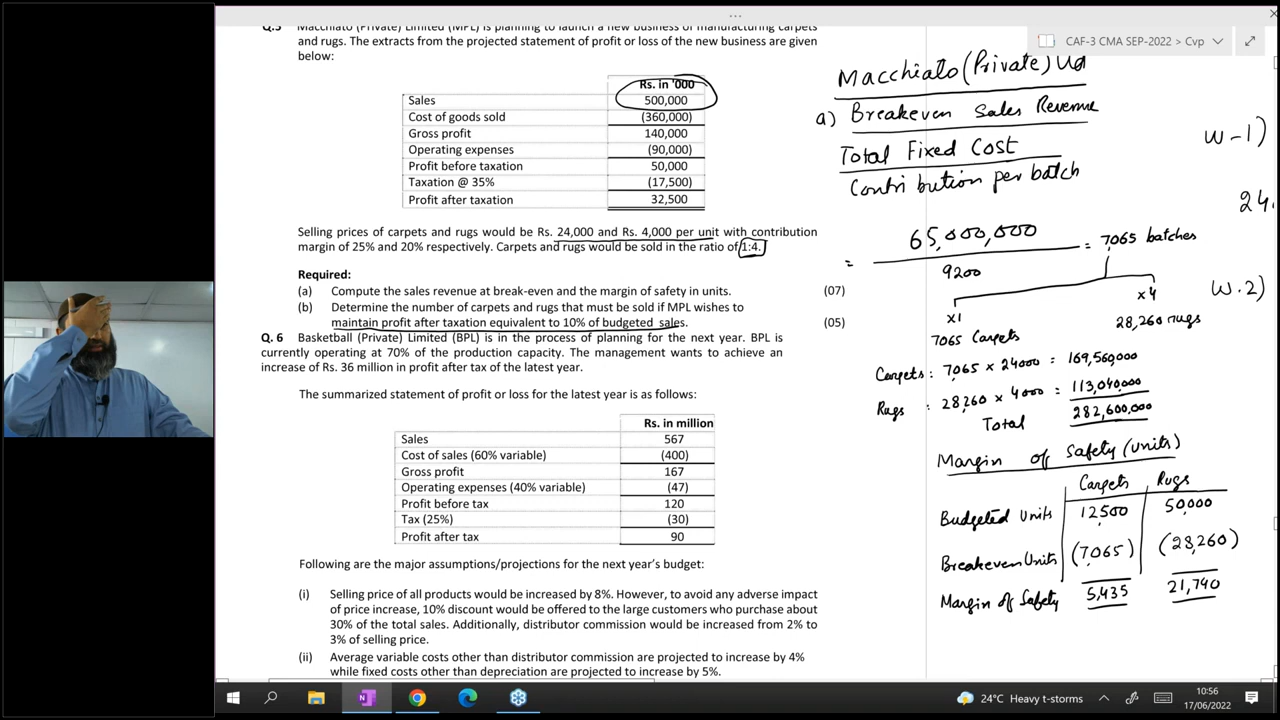 Q.5 Macchiato (Private) Limited (MPL) is planning to launch a new business of manufacturing carpets
and rugs. The extracts from the projected statement of profit or loss of the new business are given
below:
Rs. in '000
Sales 500,000
Cost of goods sold (360,000)
Gross profit 140,000
Operating expenses (90,000)
Profit before taxation 50,000
Taxation @ 35% (17,500)
Profit after taxation 32,500
Selling prices of carpets and rugs would be Rs. 24,000 and Rs. 4,000 per unit with contribution
margin of 25% and 20% respectively. Carpets and rugs would be sold in the ratio of 1:4.
Required:
(a) Compute the sales revenue at break-even and the margin of safety in units. (07)
(b) Determine the number of carpets and rugs that must be sold if MPL wishes to
maintain profit after taxation equivalent to 10% of budgeted sales. (05)
Q. 6 Basketball (Private) Limited (BPL) is in the process of planning for the next year. BPL is
currently operating at 70% of the production capacity. The management wants to achieve an
increase of Rs. 36 million in profit after tax of the latest year.
The summarized statement of profit or loss for the latest year is as follows:
Rs. in million
Sales 567
Cost of sales (60% variable) (400)
Gross profit 167
Operating expenses (40% variable) (47)
Profit before tax 120
Tax (25%) (30)
Profit after tax 90
Following are the major assumptions/projections for the next year's budget:
(i) Selling price of all products would be increased by 8%. However, to avoid any adverse impact
of price increase, 10% discount would be offered to the large customers who purchase about
30% of the total sales. Additionally, distributor commission would be increased from 2% to
3% of selling price.
(ii) Average variable costs other than distributor commission are projected to increase by 4%
while fixed costs other than depreciation are projected to increase by 5%.
CAF-3 CMA SEP-2022 > Cvp
Macchiato (Private) Ltd
a) Breakeven Sales Revenue
Total Fixed Cost
Contribution per batch
= 65,000,000 = 7,065 batches
9200
x1 x4
7065 Carpets 28,260 rugs
Carpets : 7,065 x 24000 = 169,560,000
Rugs : 28,260 x 4000 = 113,040,000
Total 282,600,000
Margin of Safety (units)
Carpets Rugs
Budgeted Units 12,500 50,000
Breakeven Units (7,065) (28,260)
Margin of Safety 5,435 21,740
W-1)
24.
W.2)
24°C Heavy t-storms
10:56
17/06/2022